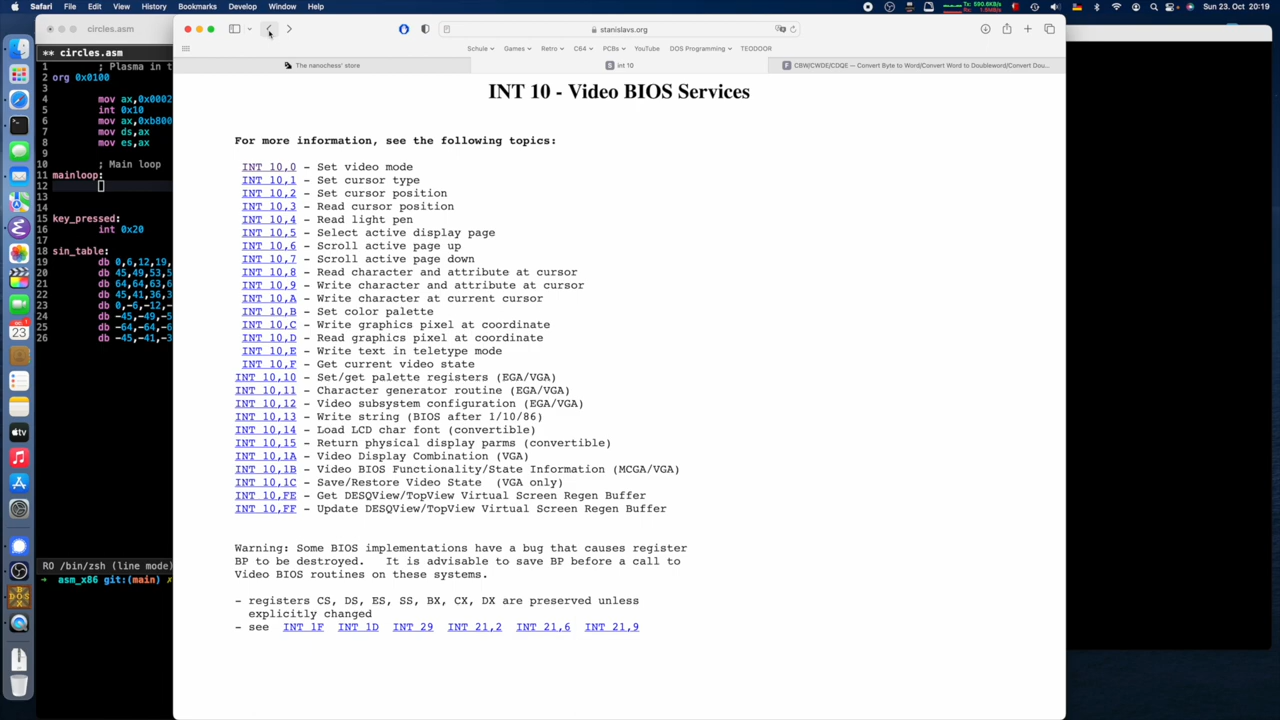 Safari File Edit View History Bookmarks Develop Window Help
Tx: 590.6KB/s
Rx: 1.6MB/s
Sun 23. Oct 20:19
circles.asm
stanislavs.org
** circles.asm
Schule Games Retro C64 PCBs YouTube DOS Programming TEODOOR
The nanochess' store
int 10
CBW/CWDE/CDQE — Convert Byte to Word/Convert Word to Doubleword/Convert Dou...
1 ; Plasma in t
2 org 0x0100
3
4 mov ax,0x0002
5 int 0x10
6 mov ax,0xb800
7 mov ds,ax
8 mov es,ax
9
10 ; Main loop
11 mainloop:
12
13
14
15 key_pressed:
16 int 0x20
17
18 sin_table:
19 db 0,6,12,19,
20 db 45,49,53,5
21 db 64,64,63,6
22 db 45,41,36,3
23 db 0,-6,-12,-
24 db -45,-49,-5
25 db -64,-64,-6
26 db -45,-41,-3
RO /bin/zsh (line mode)
→ asm_x86 git:(main) ✗
INT 10 - Video BIOS Services
For more information, see the following topics:
INT 10,0 - Set video mode
INT 10,1 - Set cursor type
INT 10,2 - Set cursor position
INT 10,3 - Read cursor position
INT 10,4 - Read light pen
INT 10,5 - Select active display page
INT 10,6 - Scroll active page up
INT 10,7 - Scroll active page down
INT 10,8 - Read character and attribute at cursor
INT 10,9 - Write character and attribute at cursor
INT 10,A - Write character at current cursor
INT 10,B - Set color palette
INT 10,C - Write graphics pixel at coordinate
INT 10,D - Read graphics pixel at coordinate
INT 10,E - Write text in teletype mode
INT 10,F - Get current video state
INT 10,10 - Set/get palette registers (EGA/VGA)
INT 10,11 - Character generator routine (EGA/VGA)
INT 10,12 - Video subsystem configuration (EGA/VGA)
INT 10,13 - Write string (BIOS after 1/10/86)
INT 10,14 - Load LCD char font (convertible)
INT 10,15 - Return physical display parms (convertible)
INT 10,1A - Video Display Combination (VGA)
INT 10,1B - Video BIOS Functionality/State Information (MCGA/VGA)
INT 10,1C - Save/Restore Video State (VGA only)
INT 10,FE - Get DESQView/TopView Virtual Screen Regen Buffer
INT 10,FF - Update DESQView/TopView Virtual Screen Regen Buffer
Warning: Some BIOS implementations have a bug that causes register
BP to be destroyed. It is advisable to save BP before a call to
Video BIOS routines on these systems.
- registers CS, DS, ES, SS, BX, CX, DX are preserved unless
explicitly changed
- see INT 1F INT 1D INT 29 INT 21,2 INT 21,6 INT 21,9